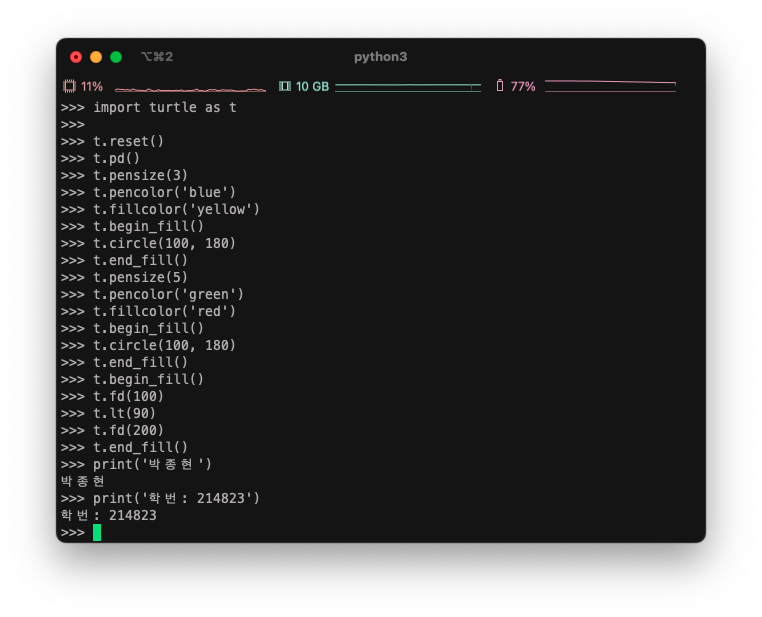 ⌥⌘2 python3
11% 10 GB 77%
>>> import turtle as t
>>>
>>> t.reset()
>>> t.pd()
>>> t.pensize(3)
>>> t.pencolor('blue')
>>> t.fillcolor('yellow')
>>> t.begin_fill()
>>> t.circle(100, 180)
>>> t.end_fill()
>>> t.pensize(5)
>>> t.pencolor('green')
>>> t.fillcolor('red')
>>> t.begin_fill()
>>> t.circle(100, 180)
>>> t.end_fill()
>>> t.begin_fill()
>>> t.fd(100)
>>> t.lt(90)
>>> t.fd(200)
>>> t.end_fill()
>>> print('박종현')
박종현
>>> print('학번: 214823')
학번: 214823
>>>